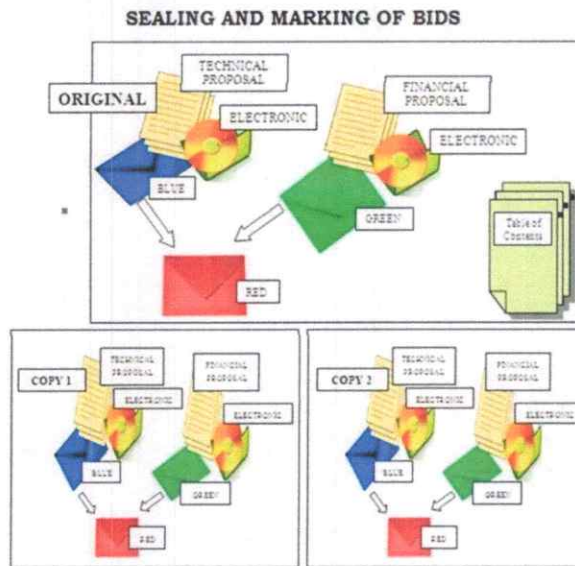 SEALING AND MARKING OF BIDS
TECHNICAL
PROPOSAL
FINANCIAL
PROPOSAL
ORIGINAL
ELECTRONIC
ELECTRONIC
BLUE
GREEN
Table of
Contents
RED
TECHNICAL
PROPOSAL
FINANCIAL
PROPOSAL
COPY 1
ELECTRONIC
ELECTRONIC
BLUE
GREEN
RED
TECHNICAL
PROPOSAL
FINANCIAL
PROPOSAL
COPY 2
ELECTRONIC
ELECTRONIC
BLUE
GREEN
RED